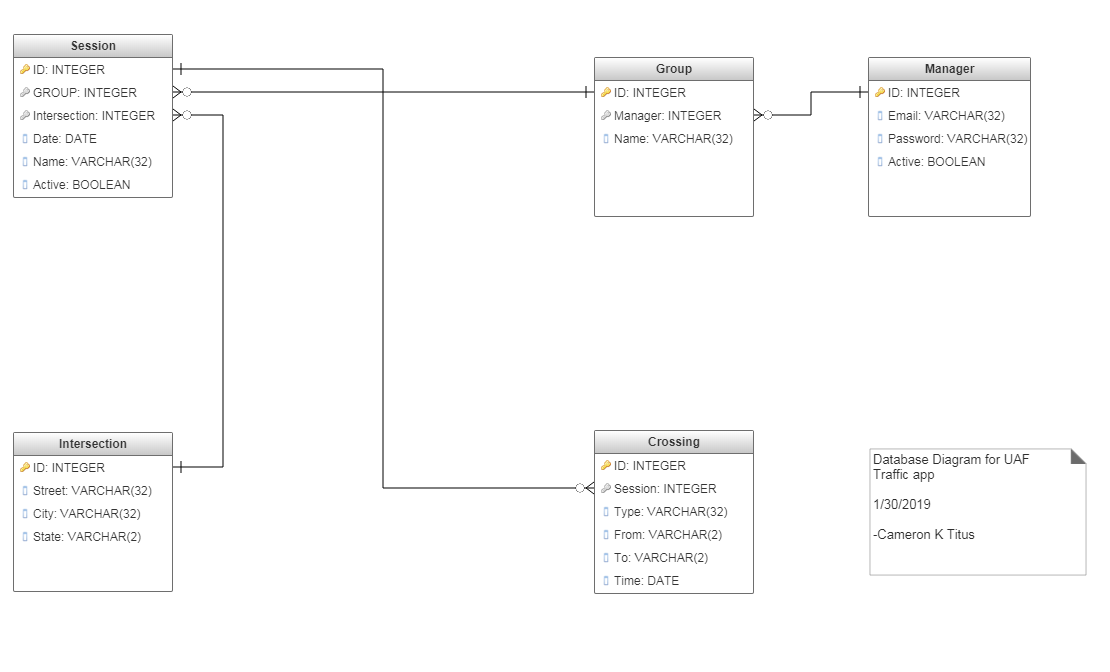 Session
ID: INTEGER
GROUP: INTEGER
Intersection: INTEGER
Date: DATE
Name: VARCHAR(32)
Active: BOOLEAN
Group
ID: INTEGER
Manager: INTEGER
Name: VARCHAR(32)
Manager
ID: INTEGER
Email: VARCHAR(32)
Password: VARCHAR(32)
Active: BOOLEAN
Intersection
ID: INTEGER
Street: VARCHAR(32)
City: VARCHAR(32)
State: VARCHAR(2)
Crossing
ID: INTEGER
Session: INTEGER
Type: VARCHAR(32)
From: VARCHAR(2)
To: VARCHAR(2)
Time: DATE
Database Diagram for UAF
Traffic app
1/30/2019
-Cameron K Titus